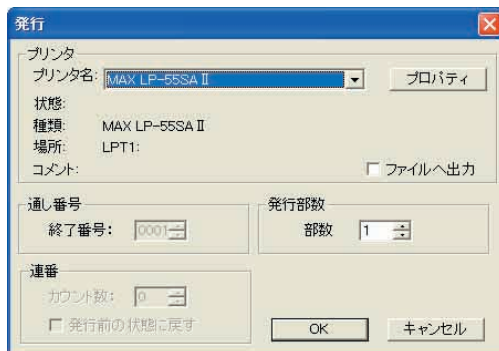 発行
プリンタ
プリンタ名: MAX LP-55SAⅡ プロパティ
状態:
種類: MAX LP-55SAⅡ
場所: LPT1:
コメント: ファイルへ出力
通し番号
終了番号: 0001
発行部数
部数 1
連番
カウント数: 0
発行前の状態に戻す
OK キャンセル